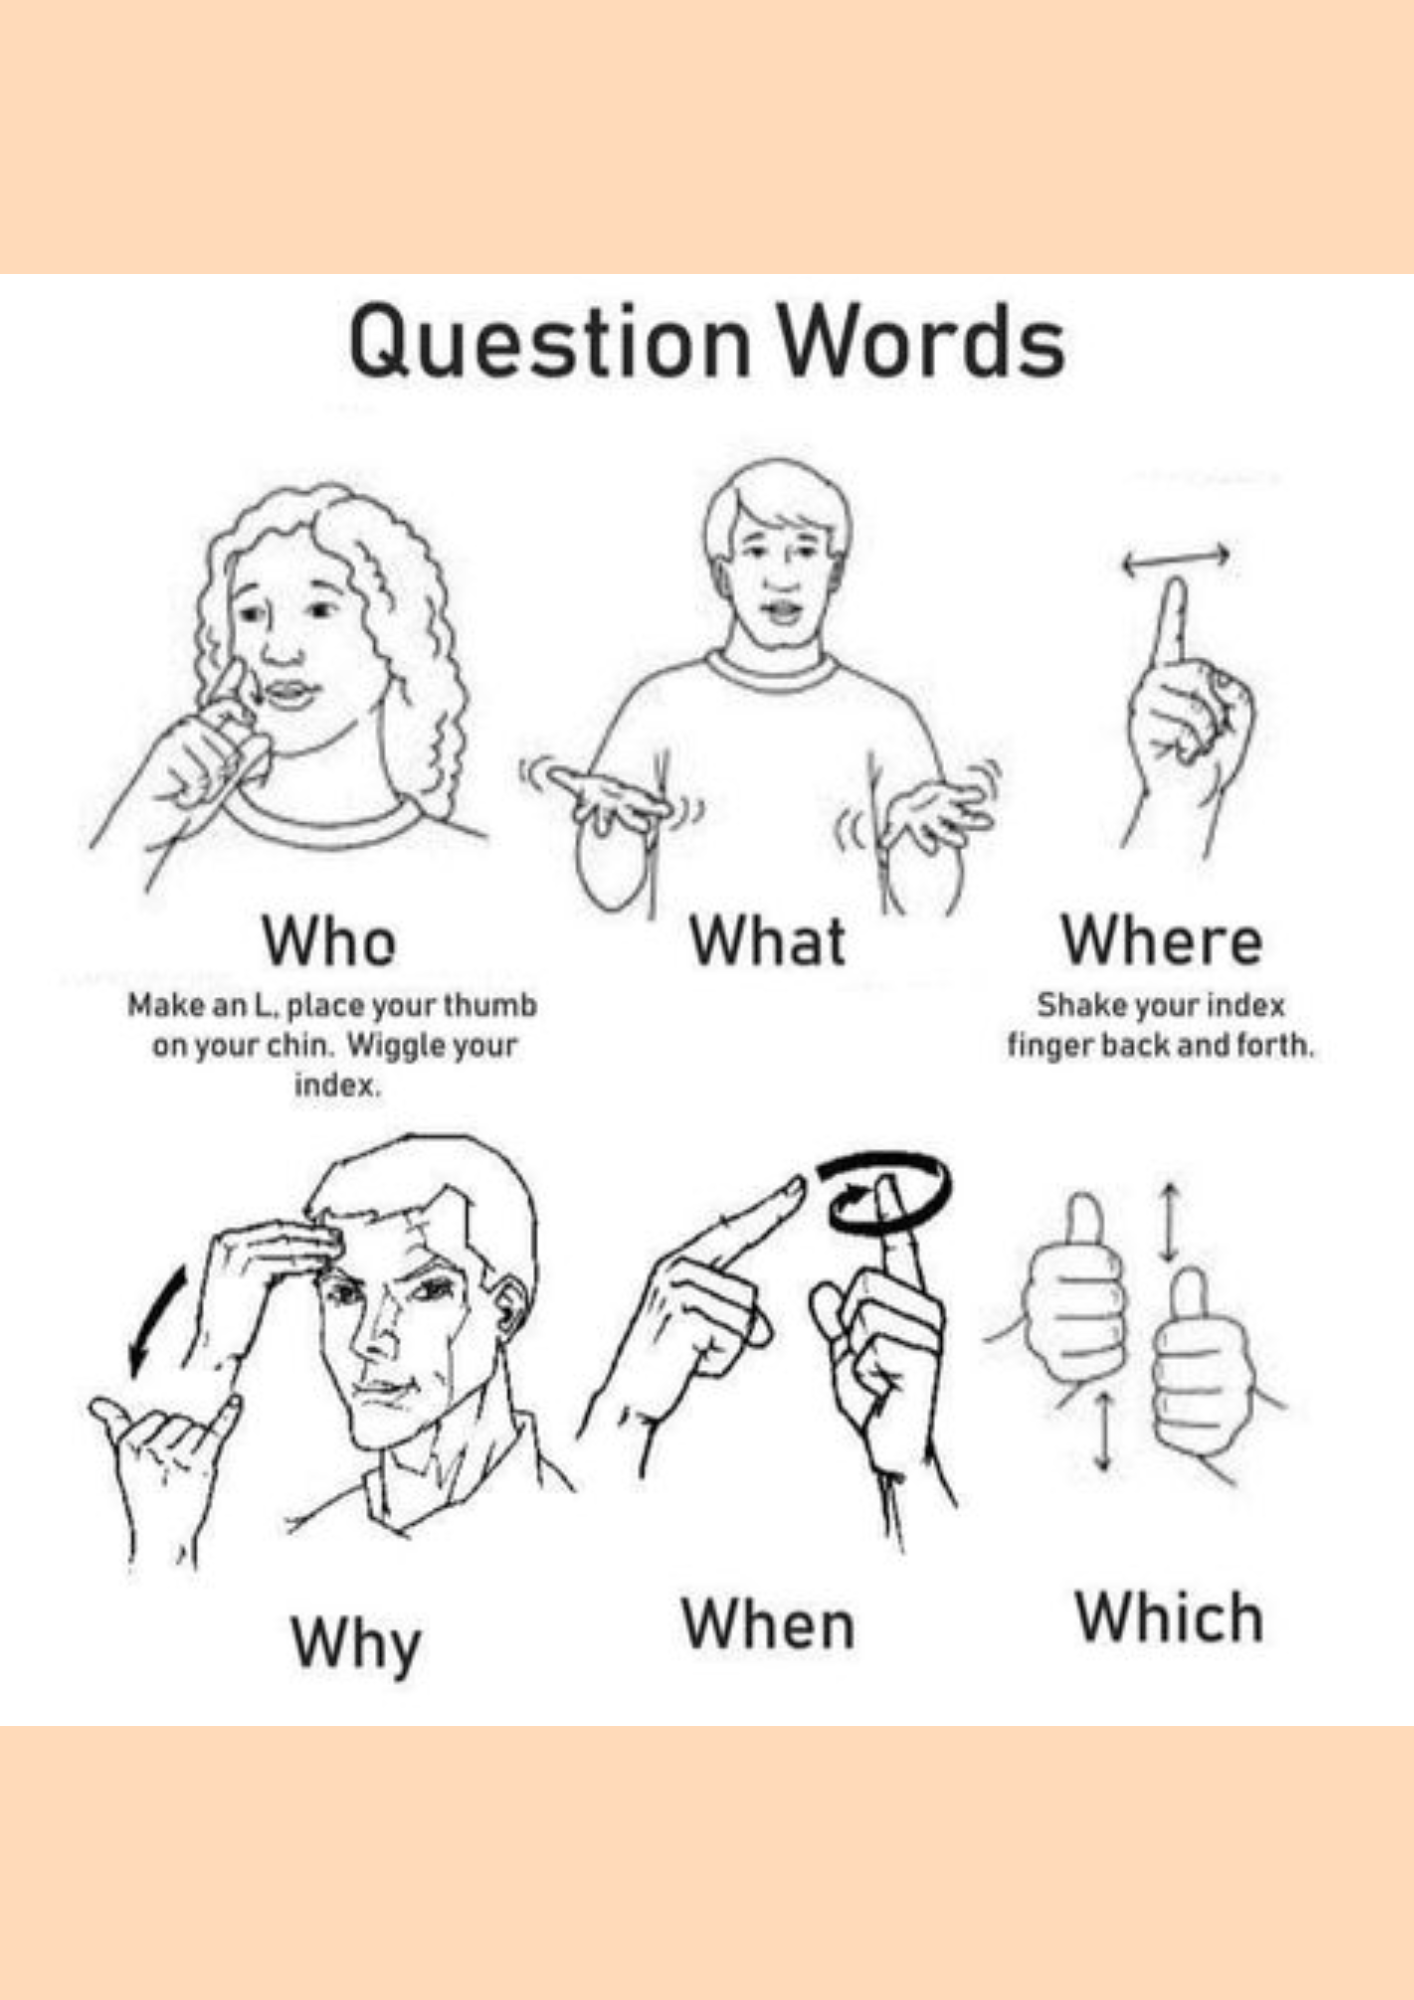 Question Words
Who
What
Where
Make an L, place your thumb
on your chin. Wiggle your
index.
Shake your index
finger back and forth.
Why
When
Which